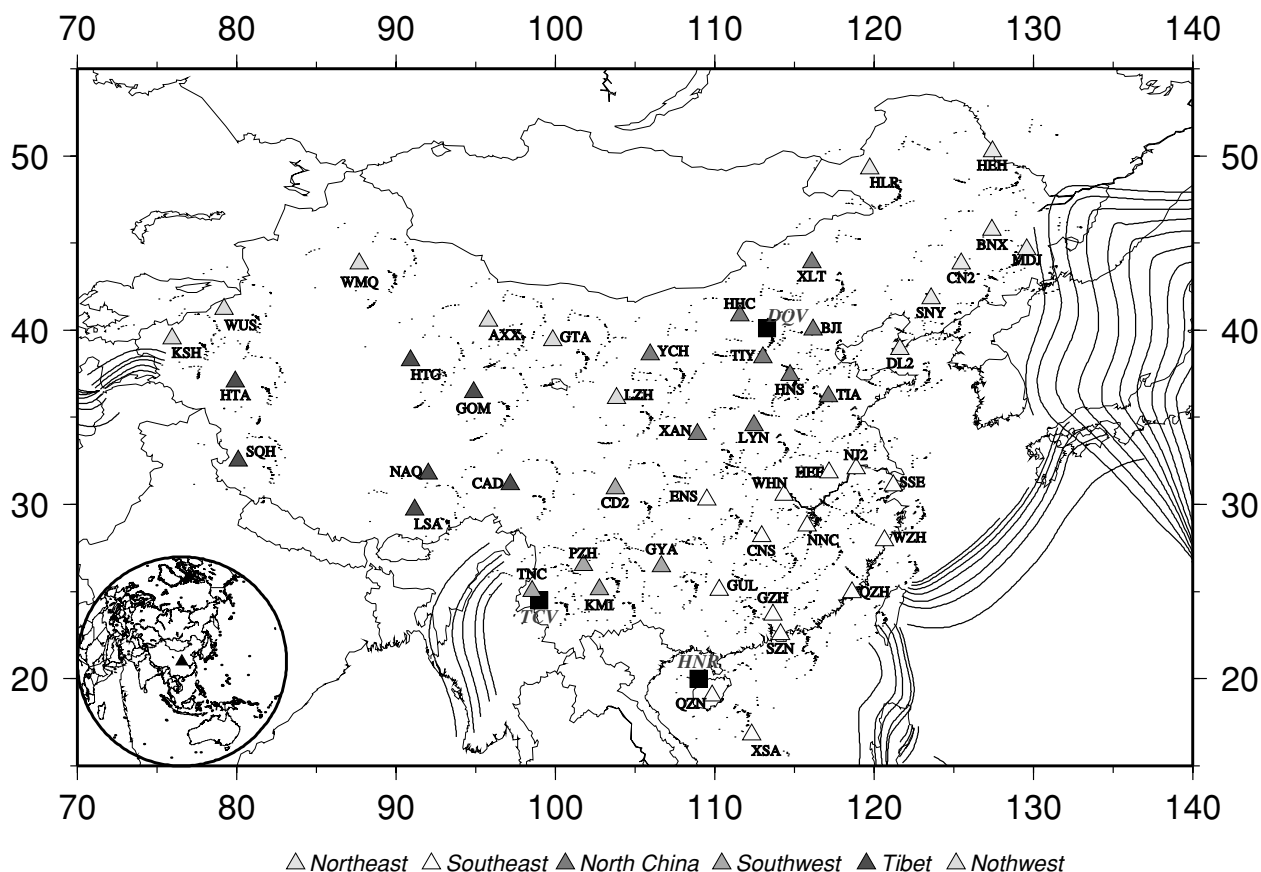 70 80 90 100 110 120 130 140
50 50
40 40
30 30
20 20
HEH
HLR
BNX
MDJ
CN2
XLT
WMQ
SNY
HHC
DQV
BJI
WUS
AXX
GTA
KSH
TIY
YCH
DL2
HTG
HNS
TIA
HTA
GOM
LZH
XAN
LYN
SQH
NJ2
NAQ
CAD
HEF
SSE
WHN
ENS
CD2
LSA
CNS
NNC
WZH
PZH
GYA
TNC
GUL
QZH
KMI
GZH
TCV
SZN
HNR
QZN
XSA
70 80 90 100 110 120 130 140
Northeast Southeast North China Southwest Tibet Nothwest